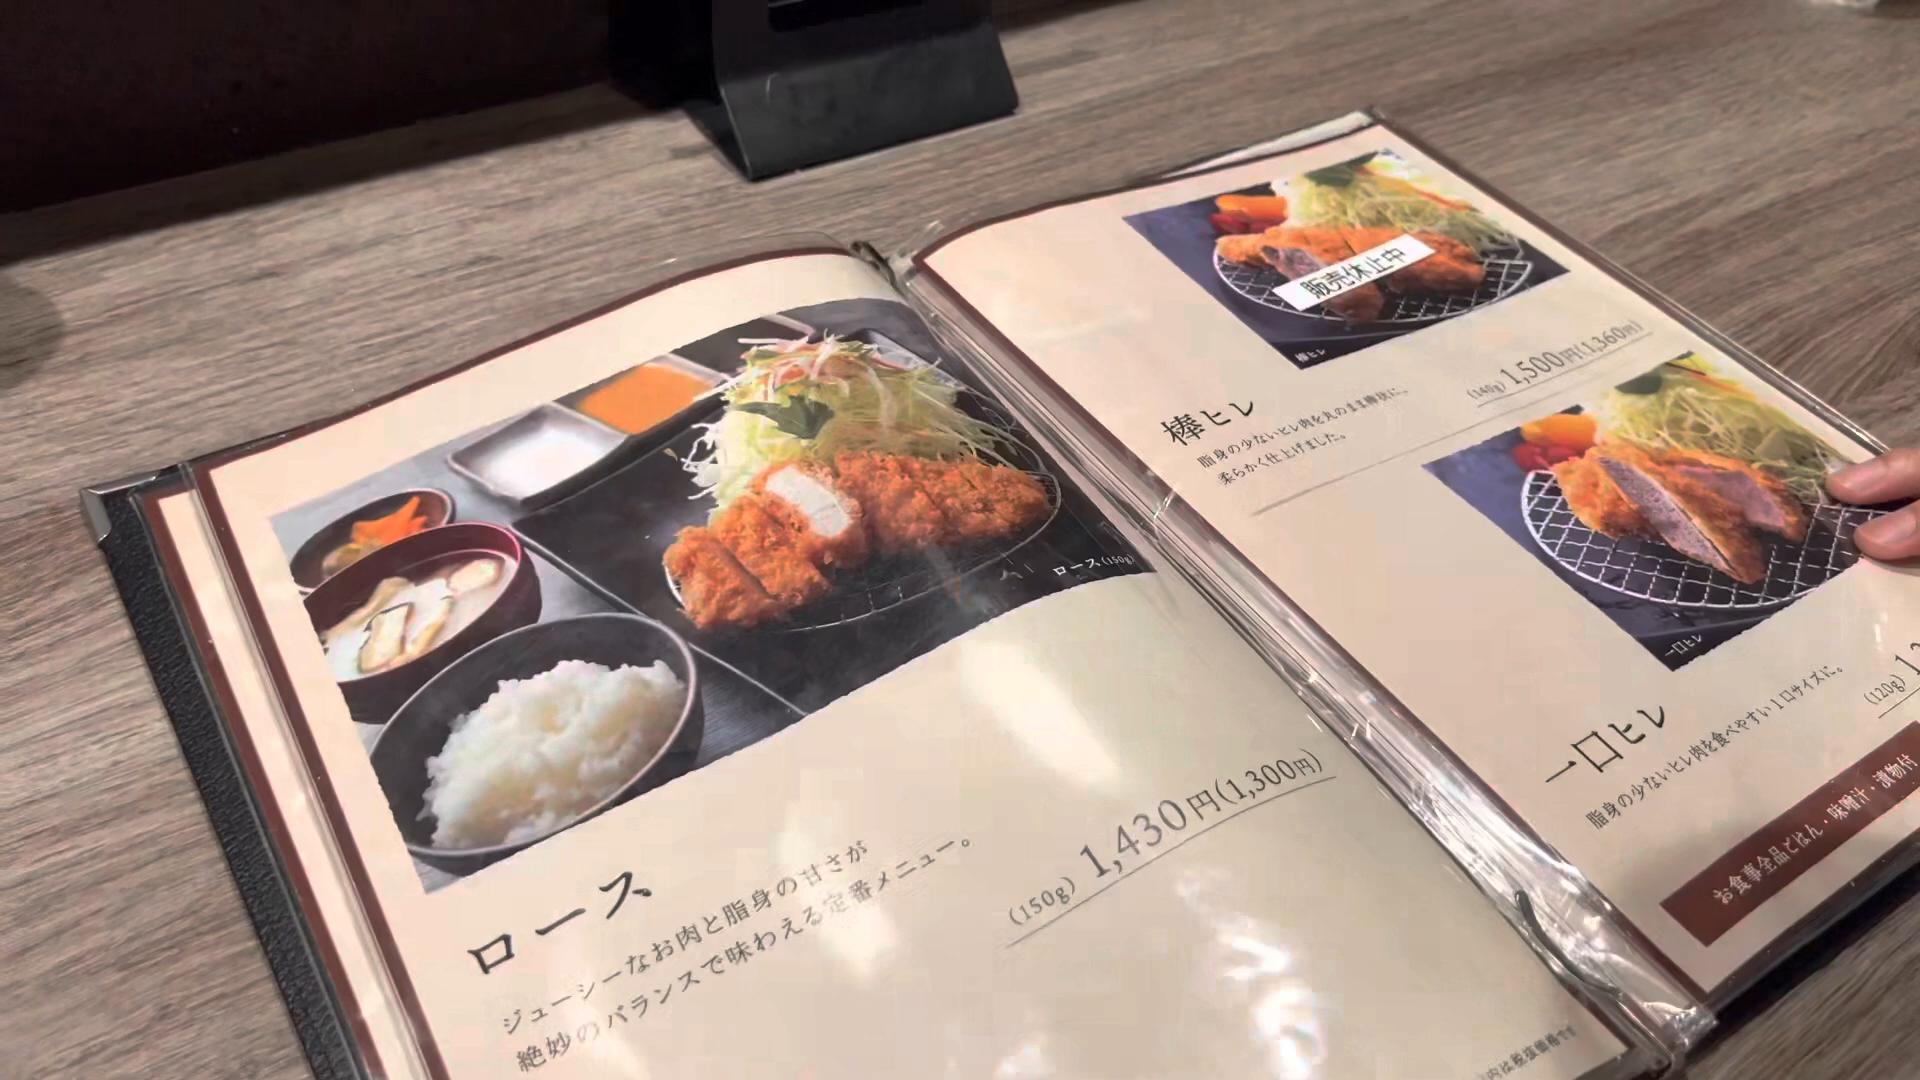 ロース(150g)
ロース
ジューシーなお肉と脂身の甘さが
絶妙のバランスで味わえる定番メニュー。
(150g) 1,430円(1,300円)
販売休止中
棒ヒレ
(140g) 1,500円(1,360円)
棒ヒレ
脂身の少ないヒレ肉を丸のまま棒状に。
柔らかく仕上げました。
一口ヒレ
(120g)
一口ヒレ
脂身の少ないヒレ肉を食べやすい1口サイズに。
お食事全品ごはん・味噌汁・漬物付